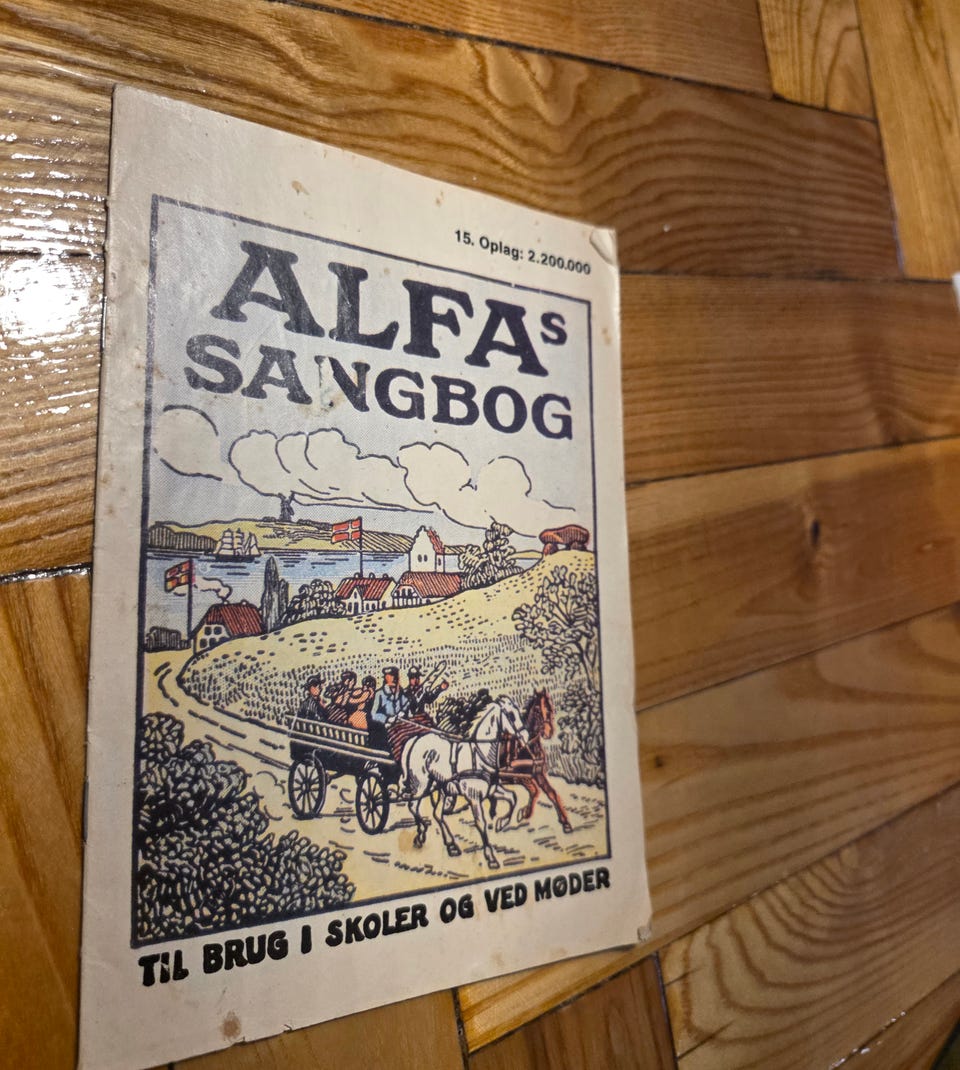 15. Oplag: 2.200.000
ALFAs
SANGBOG
TIL BRUG I SKOLER OG VED MØDER